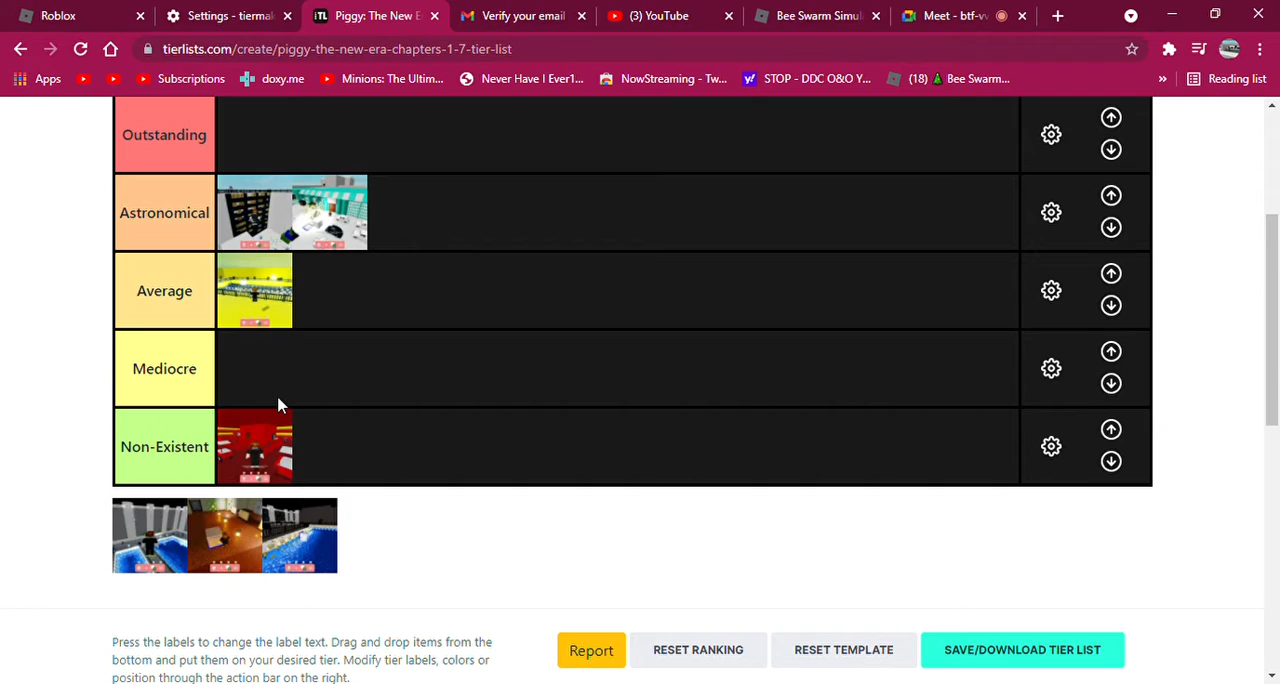 Roblox
Settings - tiermak
Piggy: The New E
Verify your email
(3) YouTube
Bee Swarm Simul
Meet - btf-vv
tierlists.com/create/piggy-the-new-era-chapters-1-7-tier-list
Apps
Subscriptions
doxy.me
Minions: The Ultim...
Never Have I Ever1...
NowStreaming - Tw...
STOP - DDC O&O Y...
(18) Bee Swarm...
»
Reading list
Outstanding
Astronomical
Average
Mediocre
Non-Existent
Press the labels to change the label text. Drag and drop items from the
bottom and put them on your desired tier. Modify tier labels, colors or
position through the action bar on the right.
Report
RESET RANKING
RESET TEMPLATE
SAVE/DOWNLOAD TIER LIST